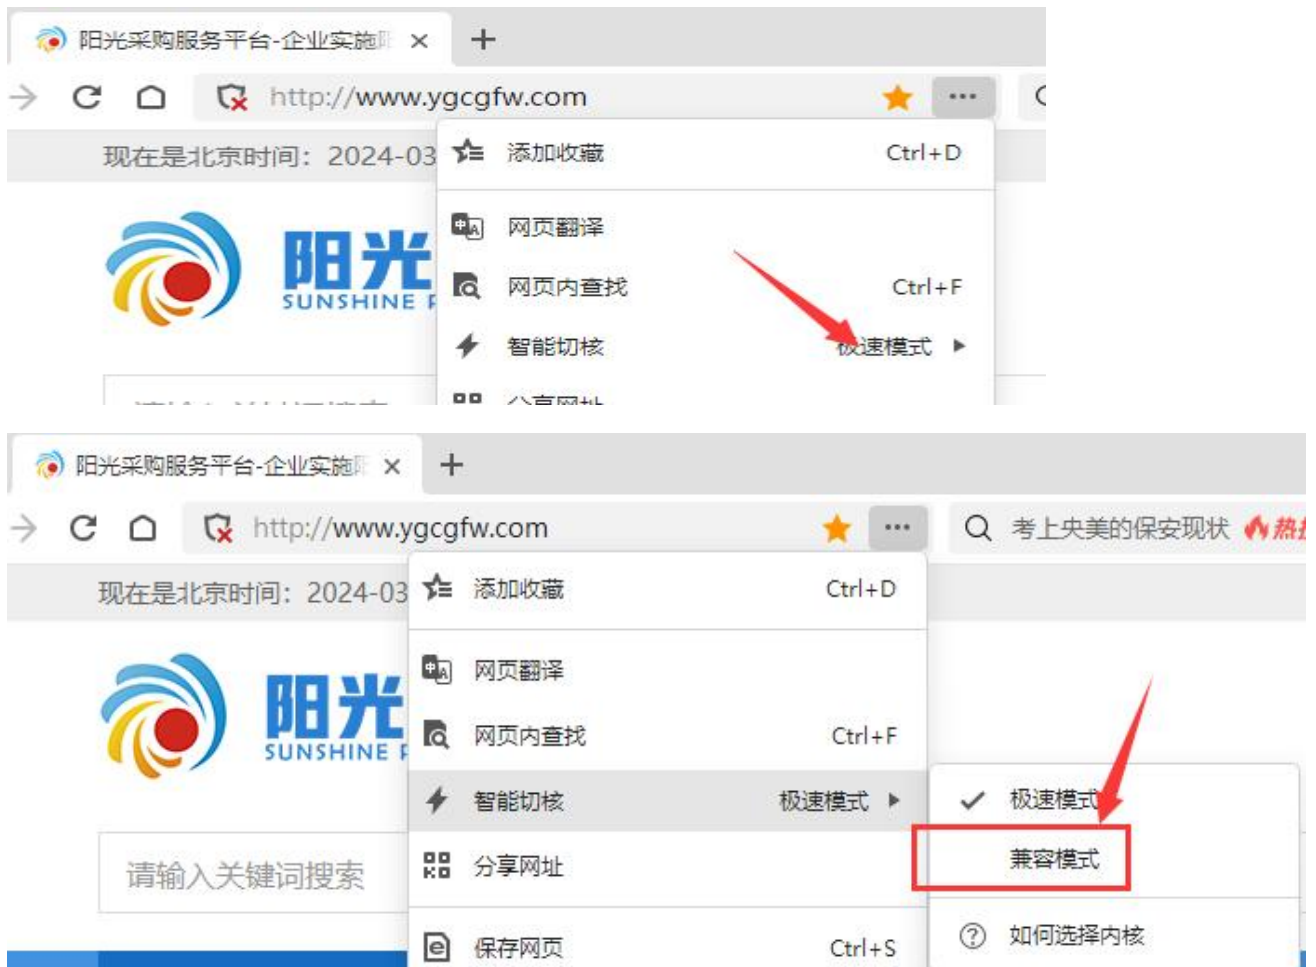 阳光采购服务平台-企业实施
http://www.ygcgfw.com
现在是北京时间：2024-03
添加收藏 Ctrl+D
网页翻译
阳光
SUNSHINE
网页内查找 Ctrl+F
智能切核 极速模式
分享网址
阳光采购服务平台-企业实施
http://www.ygcgfw.com
考上央美的保安现状 热
现在是北京时间：2024-03
添加收藏 Ctrl+D
网页翻译
阳光
SUNSHINE
网页内查找 Ctrl+F
智能切核 极速模式
极速模式
请输入关键词搜索
分享网址
兼容模式
保存网页 Ctrl+S
如何选择内核